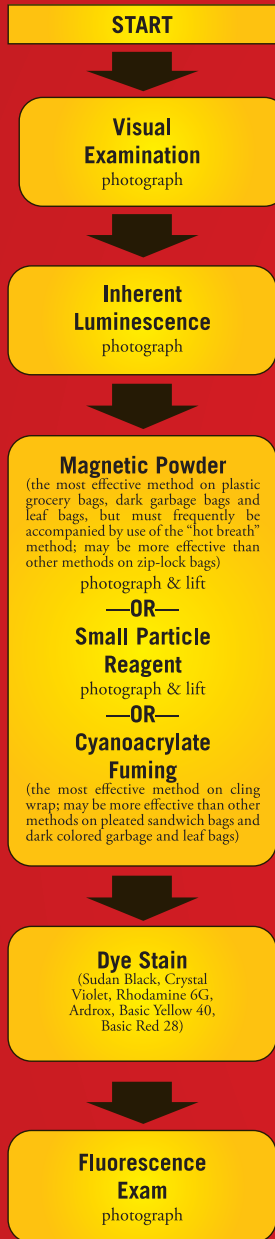 START
Visual
Examination
photograph
Inherent
Luminescence
photograph
Magnetic Powder
(the most effective method on plastic
grocery bags, dark garbage bags and
leaf bags, but must frequently be
accompanied by use of the “hot breath”
method; may be more effective than
other methods on zip-lock bags)
photograph & lift
—OR—
Small Particle
Reagent
photograph & lift
—OR—
Cyanoacrylate
Fuming
(the most effective method on cling
wrap; may be more effective than other
methods on pleated sandwich bags and
dark colored garbage and leaf bags)
Dye Stain
(Sudan Black, Crystal
Violet, Rhodamine 6G,
Ardrox, Basic Yellow 40,
Basic Red 28)
Fluorescence
Exam
photograph